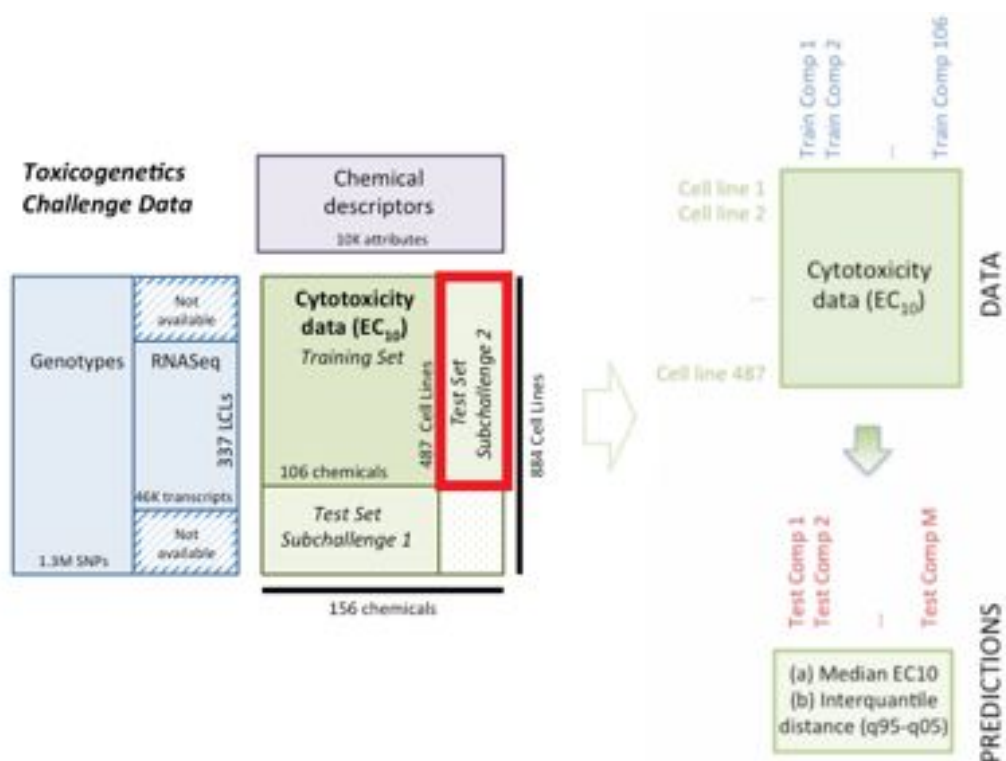 Toxicogenetics
Challenge Data
Chemical
descriptors
10K attributes
Genotypes
1.3M SNPs
Not
available
RNASeq
337 LCLs
46K transcripts
Not
available
Cytotoxicity
data (EC10)
Training Set
487 Cell Lines
106 chemicals
Test Set
Subchallenge 2
Test Set
Subchallenge 1
884 Cell Lines
156 chemicals
Train Comp 1
Train Comp 2
...
Train Comp 106
Cell line 1
Cell line 2
...
Cell line 487
Cytotoxicity
data (EC10)
DATA
Test Comp 1
Test Comp 2
...
Test Comp M
(a) Median EC10
(b) Interquantile
distance (q95-q05)
PREDICTIONS